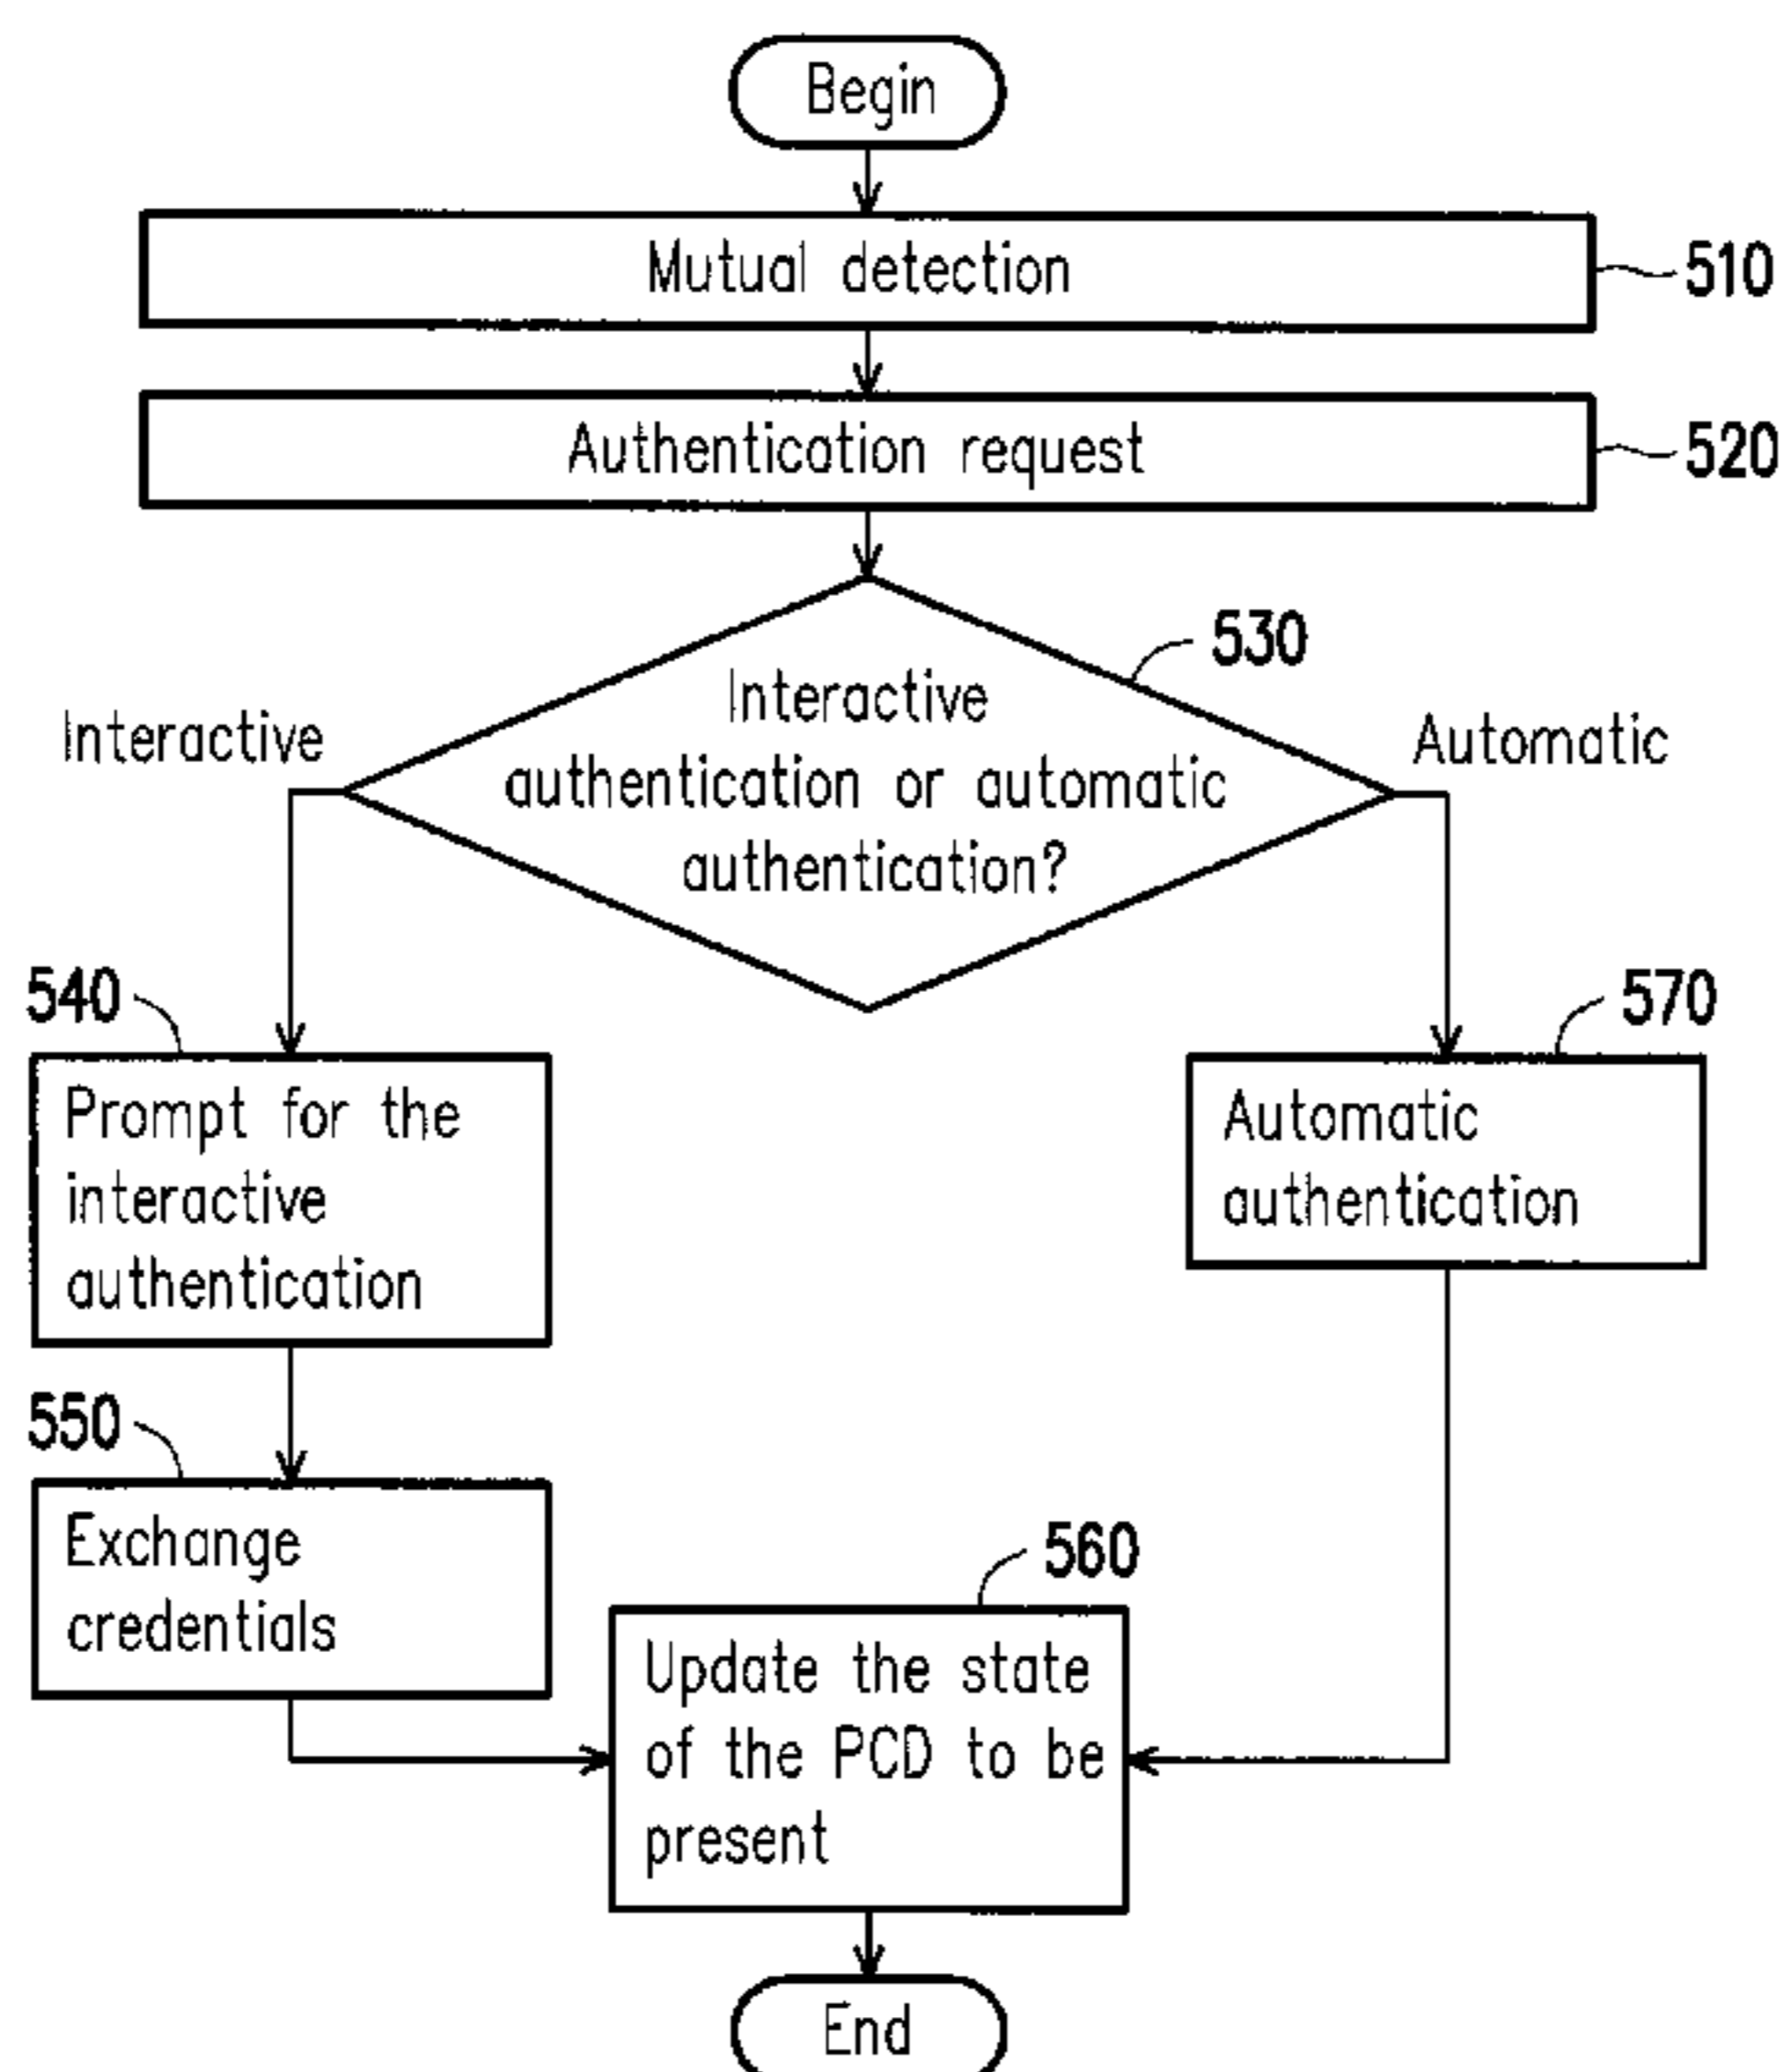 Begin
Mutual detection
510
Authentication request
520
530
Interactive
authentication or automatic
authentication?
Interactive
Automatic
540
Prompt for the
interactive
authentication
570
Automatic
authentication
550
Exchange
credentials
560
Update the state
of the PCD to be
present
End